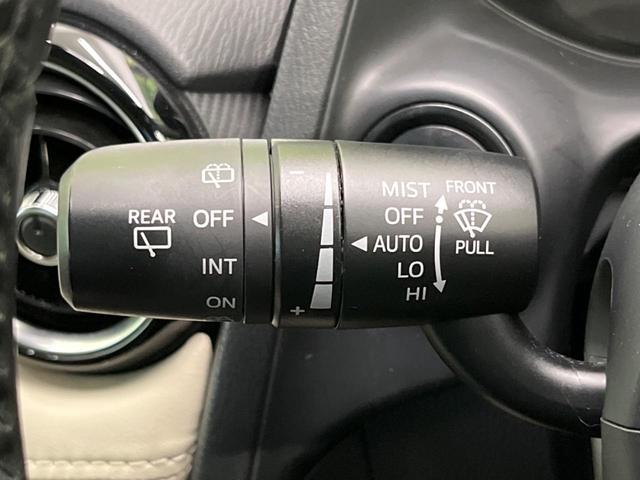 REAR
OFF
INT
ON
-
+
MIST
OFF
AUTO
LO
HI
FRONT
PULL